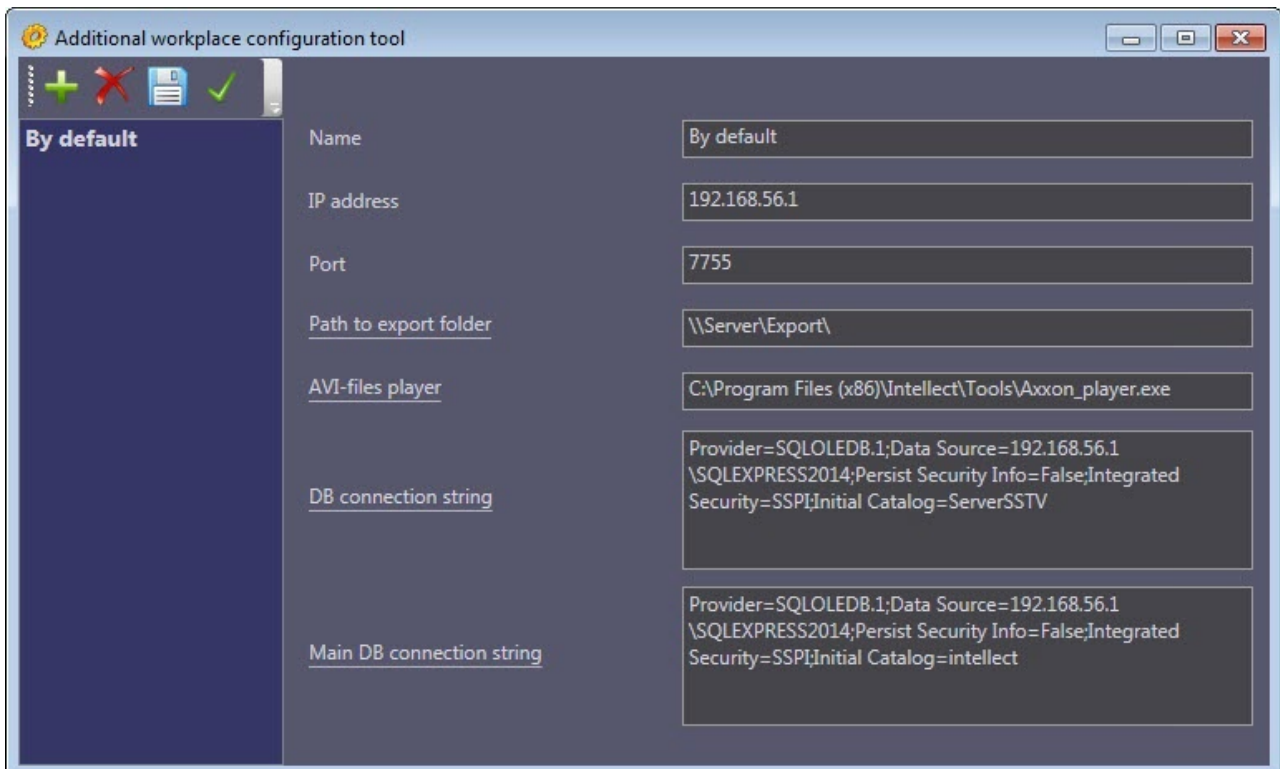 Additional workplace configuration tool
By default
Name
By default
IP address
192.168.56.1
Port
7755
Path to export folder
\\Server\Export\
AVI-files player
C:\Program Files (x86)\Intellect\Tools\Axxon_player.exe
DB connection string
Provider=SQLOLEDB.1;Data Source=192.168.56.1
\SQLEXPRESS2014;Persist Security Info=False;Integrated
Security=SSPI;Initial Catalog=ServerSSTV
Main DB connection string
Provider=SQLOLEDB.1;Data Source=192.168.56.1
\SQLEXPRESS2014;Persist Security Info=False;Integrated
Security=SSPI;Initial Catalog=intellect